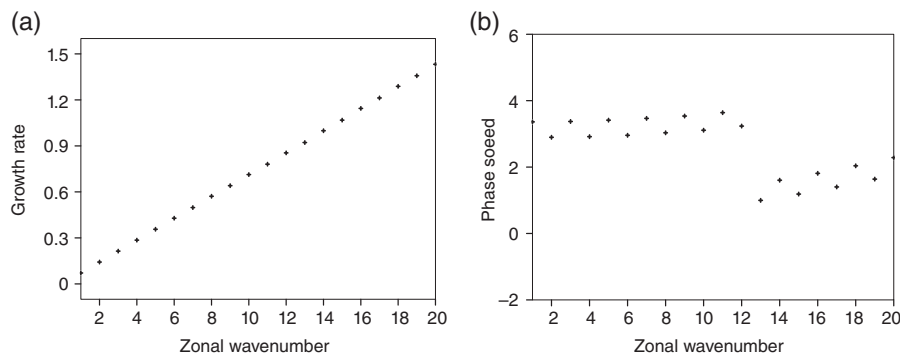 (a)
1.5
1.2
0.9
0.6
0.3
0
Growth rate
2 4 6 8 10 12 14 16 18 20
Zonal wavenumber
(b)
6
4
2
0
−2
Phase soeed
2 4 6 8 10 12 14 16 18 20
Zonal wavenumber